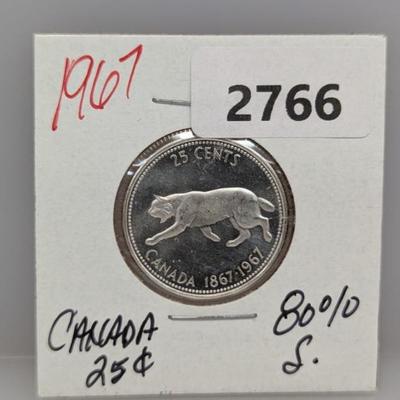 1967
2766
25 CENTS
CANADA 1867-1967
CANADA
25¢
80%
S.